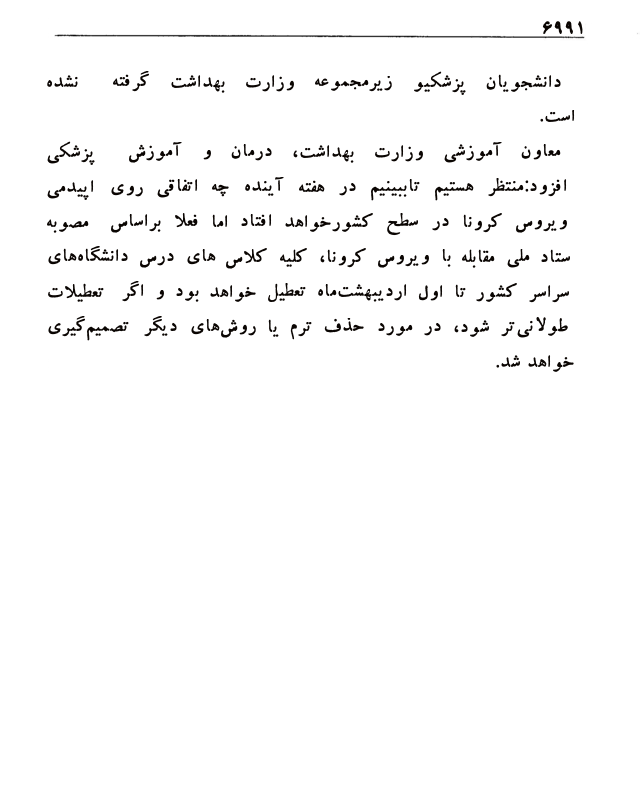 ۶۹۹۱
دانشجویان پزشکیو زیرمجموعه وزارت بهداشت گرفته نشده
است.
معاون آموزشی وزارت بهداشت، درمان و آموزش پزشکی
افزود:منتظر هستیم تاببینیم در هفته آینده چه اتفاقی روی اپیدمی
ویروس کرونا در سطح کشورخواهد افتاد اما فعلا براساس مصوبه
ستاد ملی مقابله با ویروس کرونا، کلیه کلاس های درس دانشگاه‌های
سراسر کشور تا اول اردیبهشت‌ماه تعطیل خواهد بود و اگر تعطیلات
طولانی‌تر شود، در مورد حذف ترم یا روش‌های دیگر تصمیم‌گیری
خواهد شد.